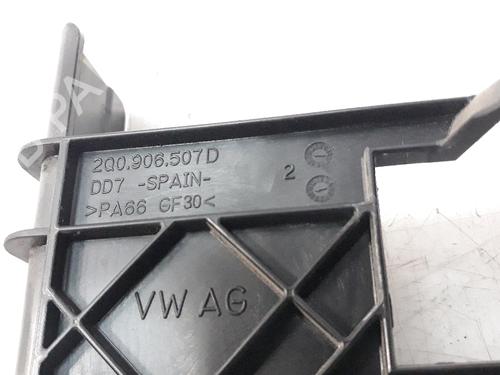 2Q0.906.507D
DD7 -SPAIN-
>PA66 GF30<
2
VW AG